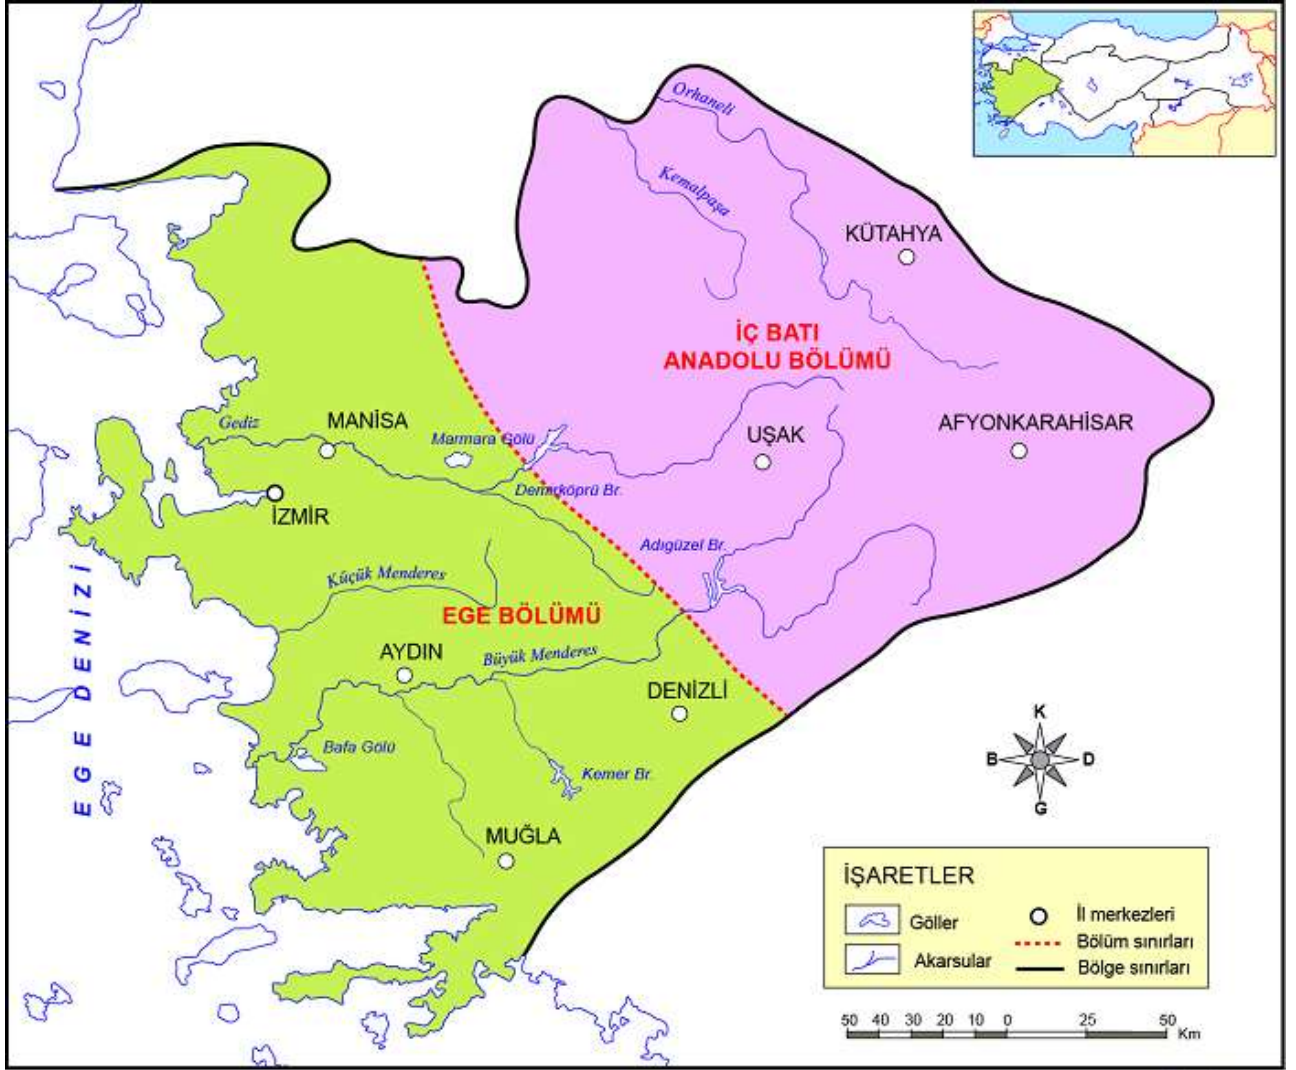 Orhaneli
Kemalpaşa
KÜTAHYA
İÇ BATI
ANADOLU BÖLÜMÜ
Gediz
MANİSA
Marmara Gölü
UŞAK
AFYONKARAHİSAR
Demirköprü Br.
İZMİR
Adıgüzel Br.
Küçük Menderes
EGE BÖLÜMÜ
EGE DENİZİ
AYDIN
Büyük Menderes
DENİZLİ
Bafa Gölü
Kemer Br.
MUĞLA
K
B D
G
İŞARETLER
Göller
İl merkezleri
Akarsular
Bölüm sınırları
Bölge sınırları
50 40 30 20 10 0 25 50
Km